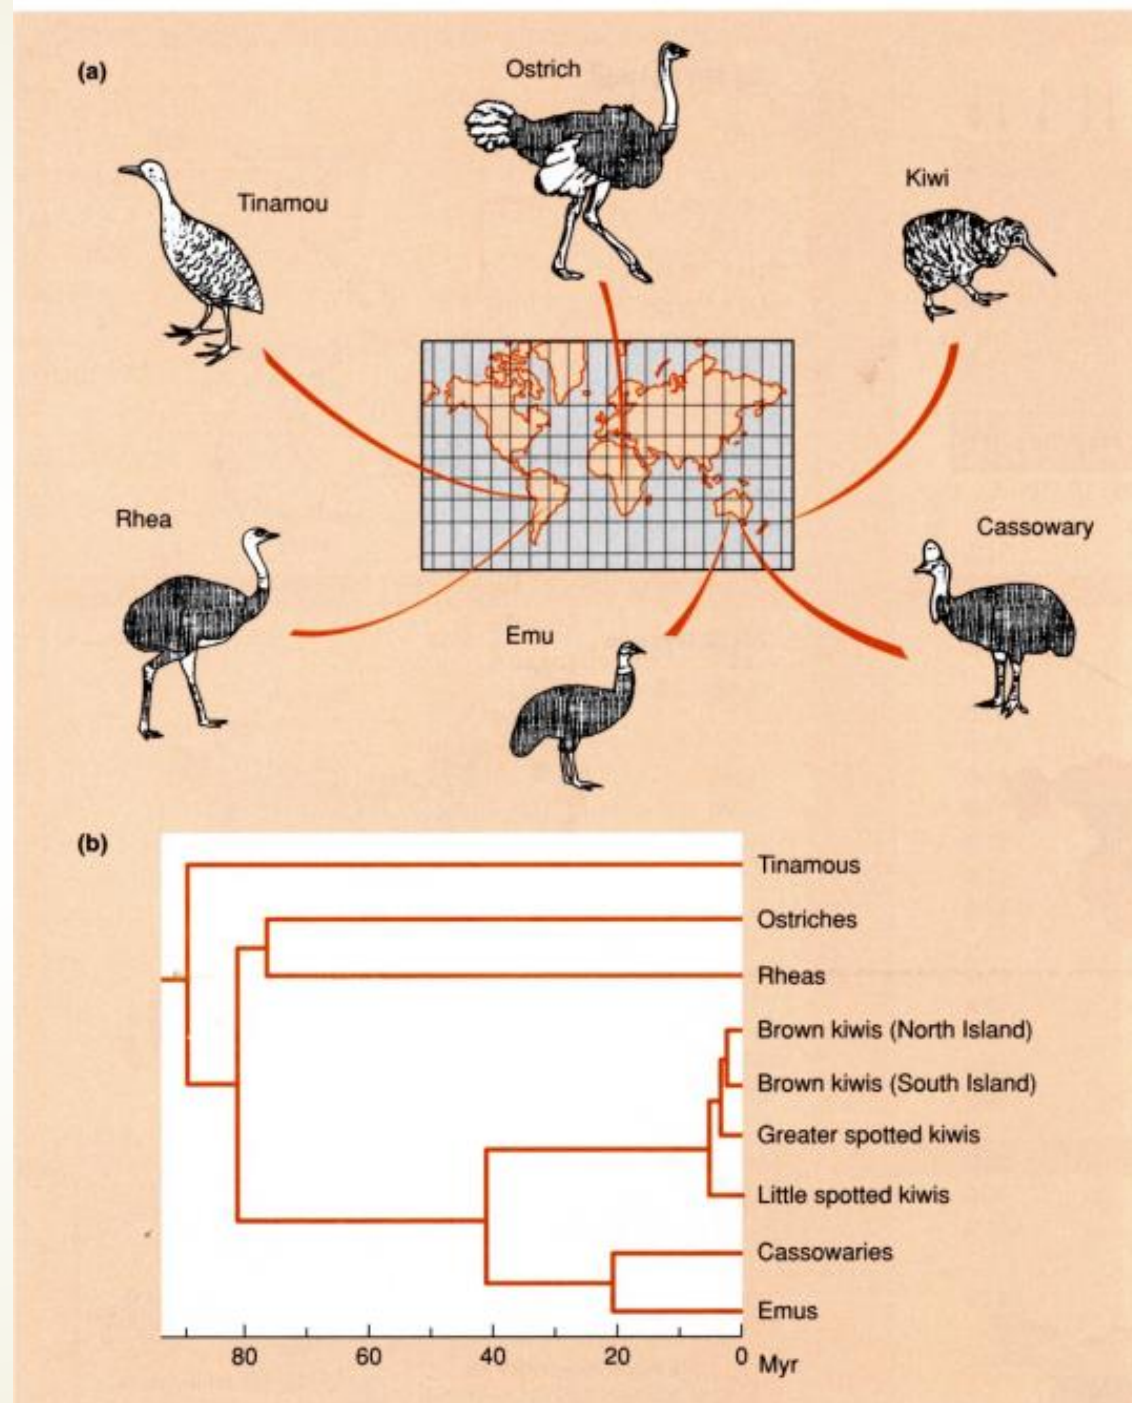 (a)
Ostrich
Kiwi
Tinamou
Rhea
Cassowary
Emu
(b)
Tinamous
Ostriches
Rheas
Brown kiwis (North Island)
Brown kiwis (South Island)
Greater spotted kiwis
Little spotted kiwis
Cassowaries
Emus
80 60 40 20 0 Myr